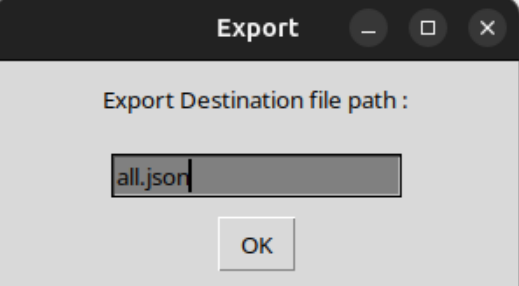 Export
Export Destination file path :
all.json
OK